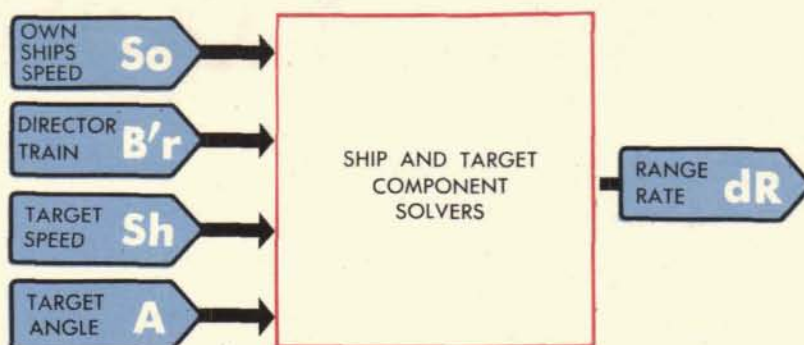 OWN
SHIPS
SPEED So
DIRECTOR
TRAIN B'r
TARGET
SPEED Sh
TARGET
ANGLE A
SHIP AND TARGET
COMPONENT
SOLVERS
RANGE
RATE dR